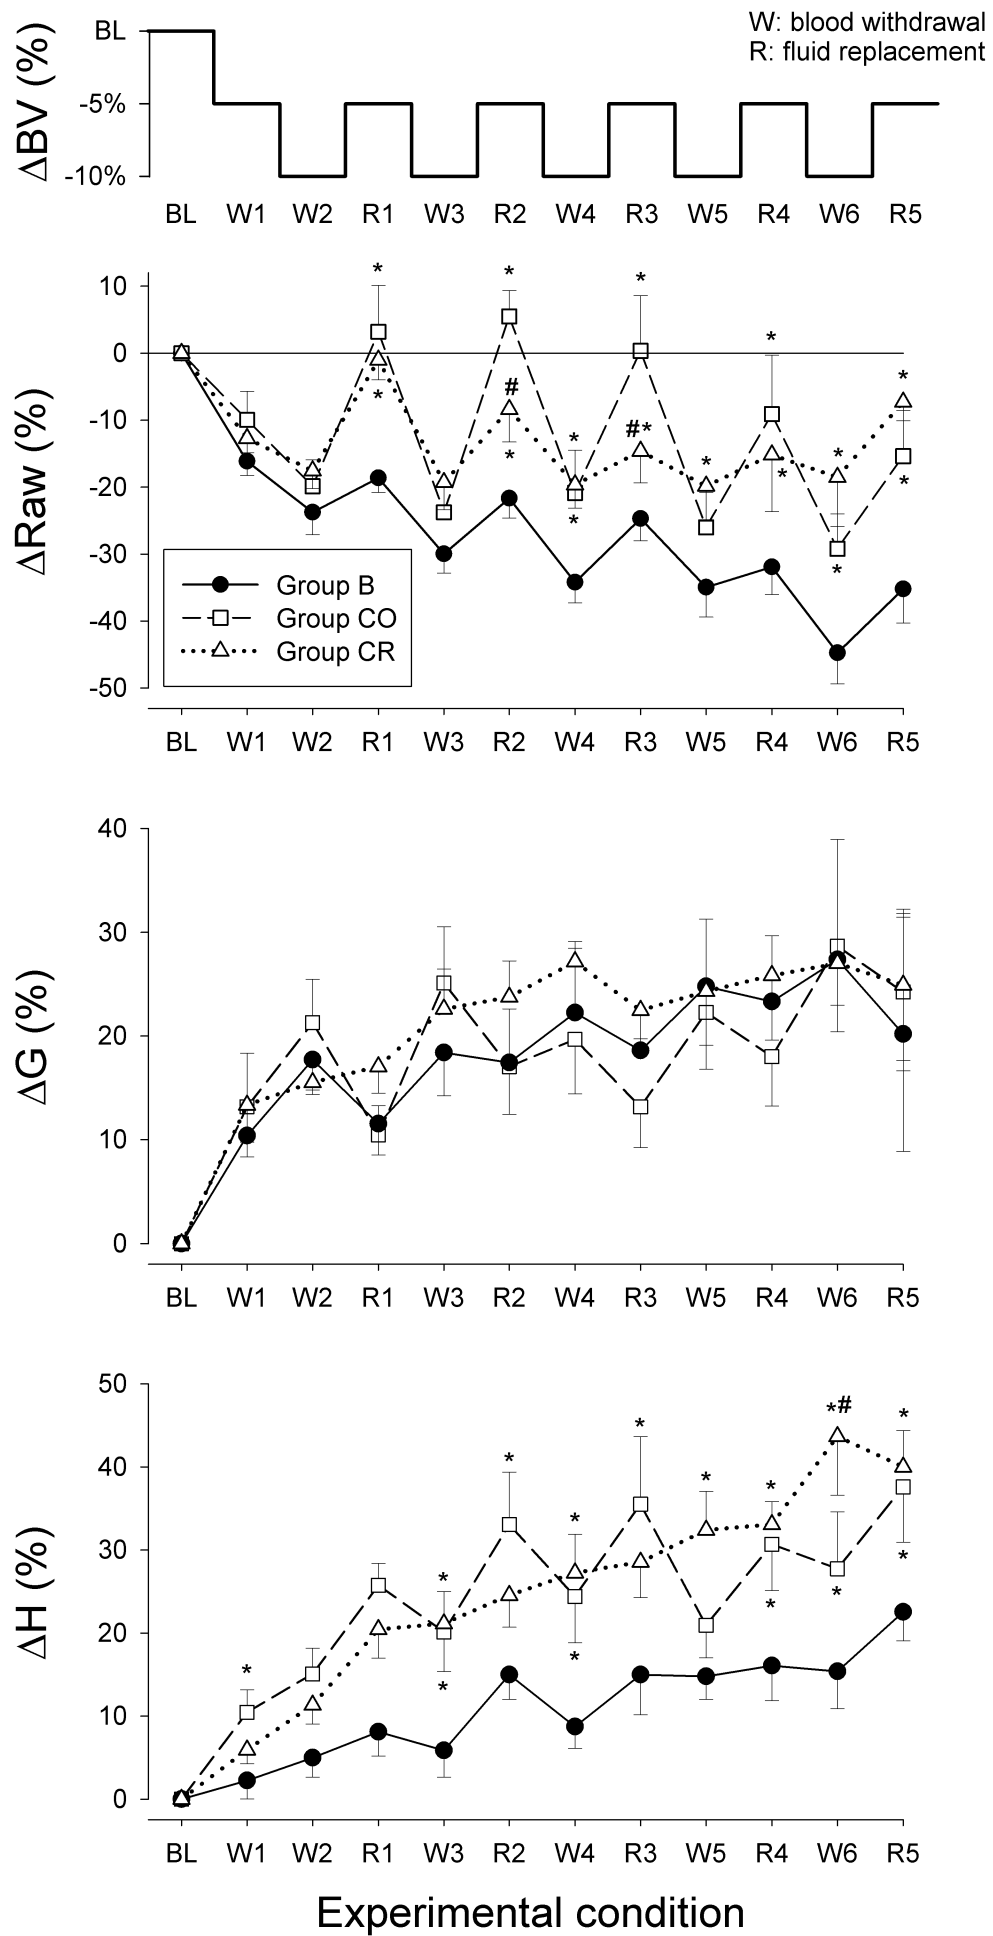 W: blood withdrawal
R: fluid replacement
ΔBV (%)
BL
-5%
-10%
BL W1 W2 R1 W3 R2 W4 R3 W5 R4 W6 R5
ΔRaw (%)
10
0
-10
-20
-30
-40
-50
* * * * * * # * #* * * * * * * * *
Group B
Group CO
Group CR
BL W1 W2 R1 W3 R2 W4 R3 W5 R4 W6 R5
ΔG (%)
40
30
20
10
0
BL W1 W2 R1 W3 R2 W4 R3 W5 R4 W6 R5
ΔH (%)
50
40
30
20
10
0
* * * * * * * * * * *# * * *
BL W1 W2 R1 W3 R2 W4 R3 W5 R4 W6 R5
Experimental condition